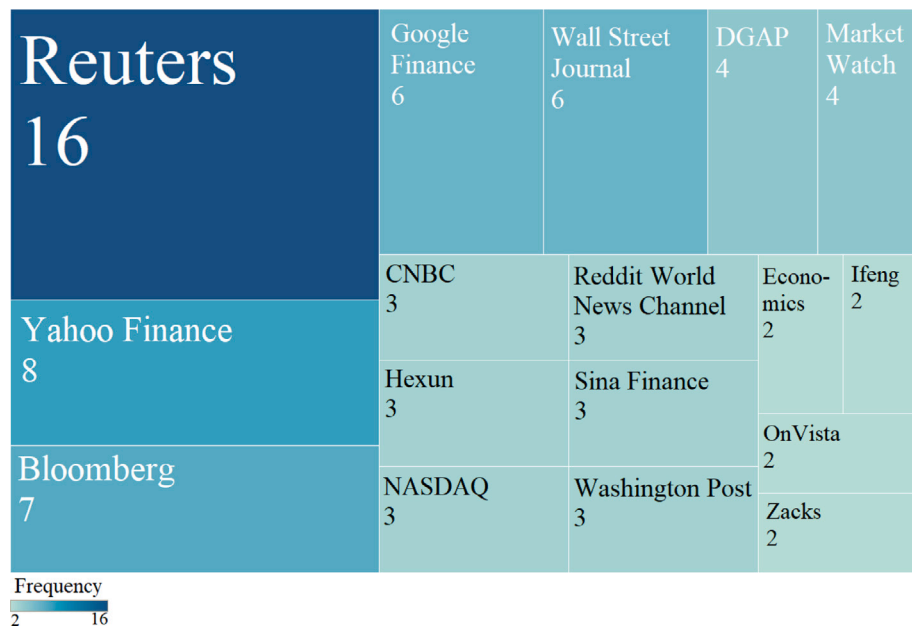 Reuters
16
Yahoo Finance
8
Bloomberg
7
Google
Finance
6
Wall Street
Journal
6
DGAP
4
Market
Watch
4
CNBC
3
Reddit World
News Channel
3
Hexun
3
Sina Finance
3
NASDAQ
3
Washington Post
3
Econo-
mics
2
Ifeng
2
OnVista
2
Zacks
2
Frequency
2 16